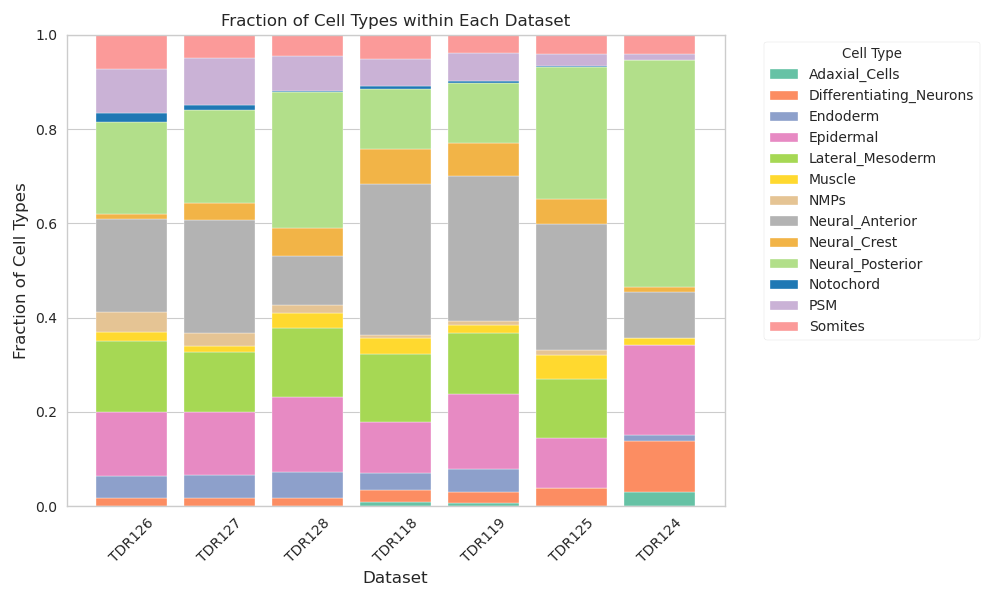 Fraction of Cell Types within Each Dataset
Fraction of Cell Types
1.0
0.8
0.6
0.4
0.2
0.0
TDR126
TDR127
TDR128
TDR118
TDR119
TDR125
TDR124
Dataset
Cell Type
Adaxial_Cells
Differentiating_Neurons
Endoderm
Epidermal
Lateral_Mesoderm
Muscle
NMPs
Neural_Anterior
Neural_Crest
Neural_Posterior
Notochord
PSM
Somites